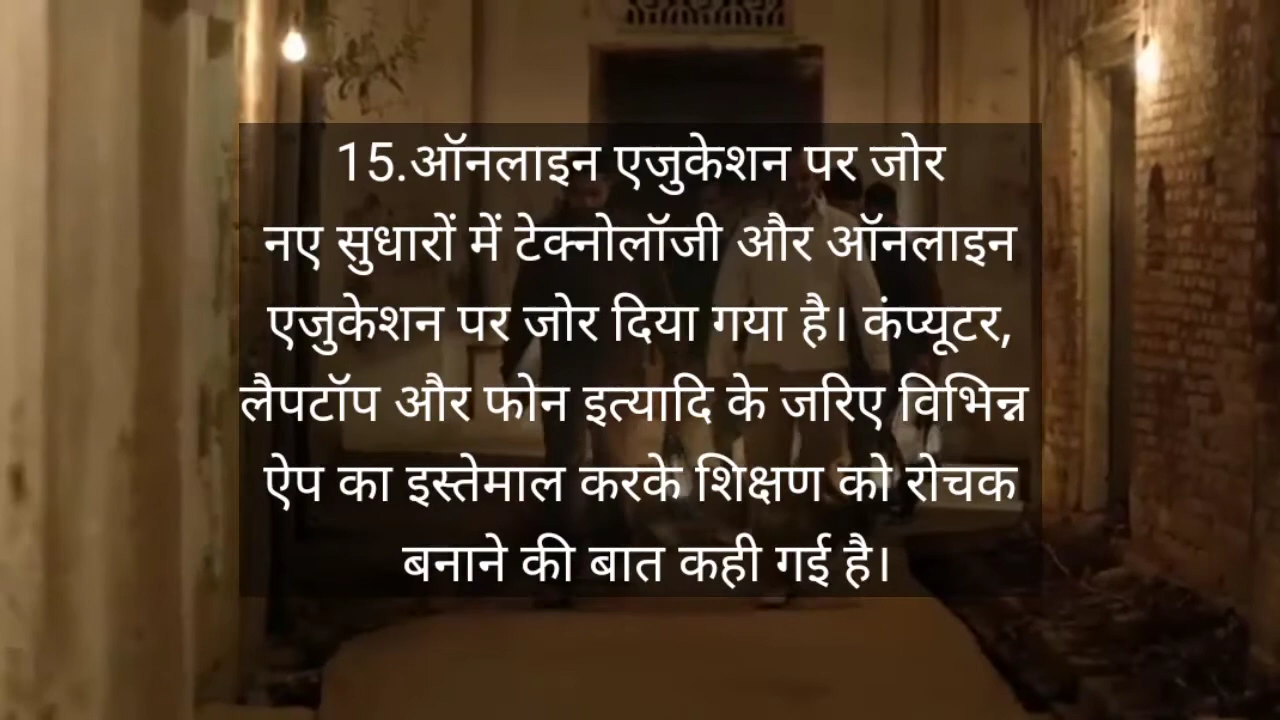 15.ऑनलाइन एजुकेशन पर जोर
नए सुधारों में टेक्नोलॉजी और ऑनलाइन
एजुकेशन पर जोर दिया गया है। कंप्यूटर,
लैपटॉप और फोन इत्यादि के जरिए विभिन्न
ऐप का इस्तेमाल करके शिक्षण को रोचक
बनाने की बात कही गई है।